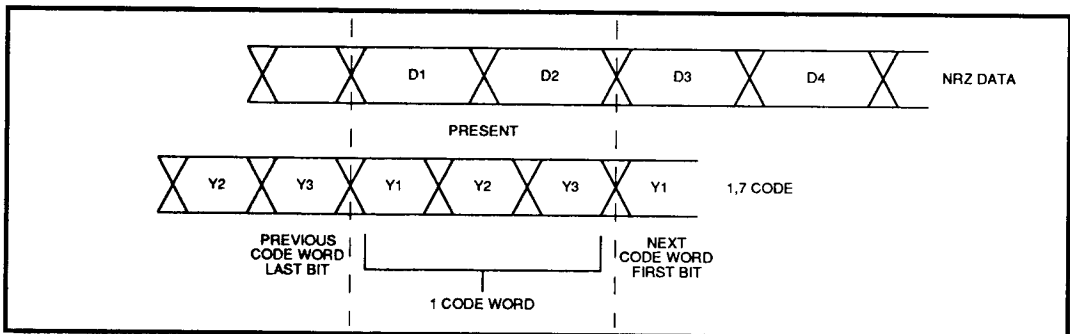 D1 D2 D3 D4 NRZ DATA
PRESENT
Y2 Y3 Y1 Y2 Y3 Y1 1,7 CODE
PREVIOUS
CODE WORD
LAST BIT
NEXT
CODE WORD
FIRST BIT
1 CODE WORD